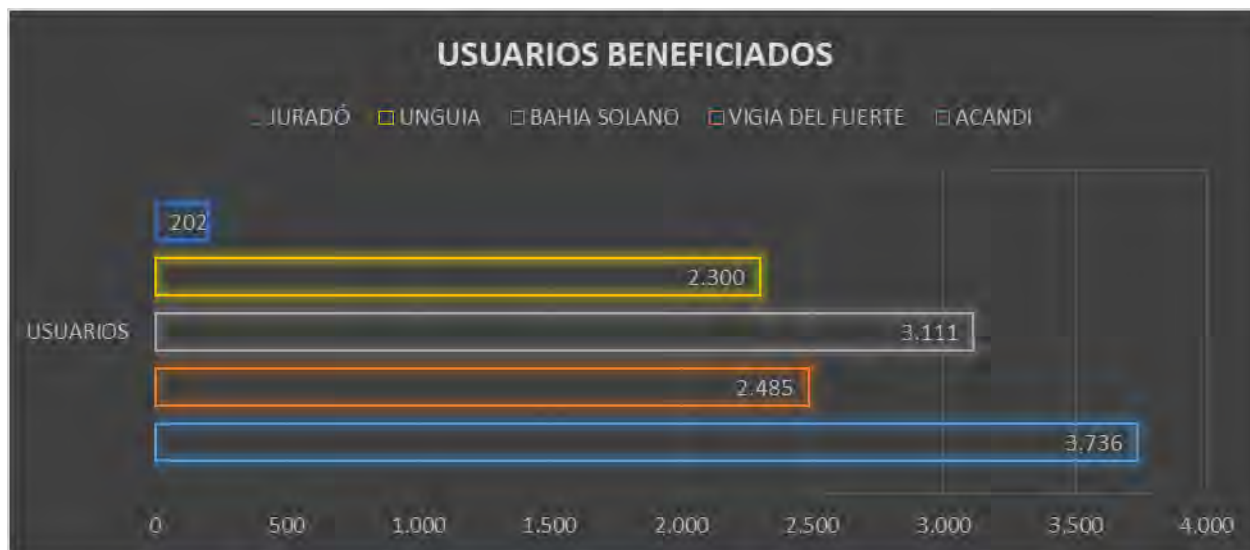 USUARIOS BENEFICIADOS
JURADÓ UNGUIA BAHIA SOLANO VIGIA DEL FUERTE ACANDI
202
2.300
USUARIOS 3.111
2.485
3.736
0 500 1.000 1.500 2.000 2.500 3.000 3.500 4.000